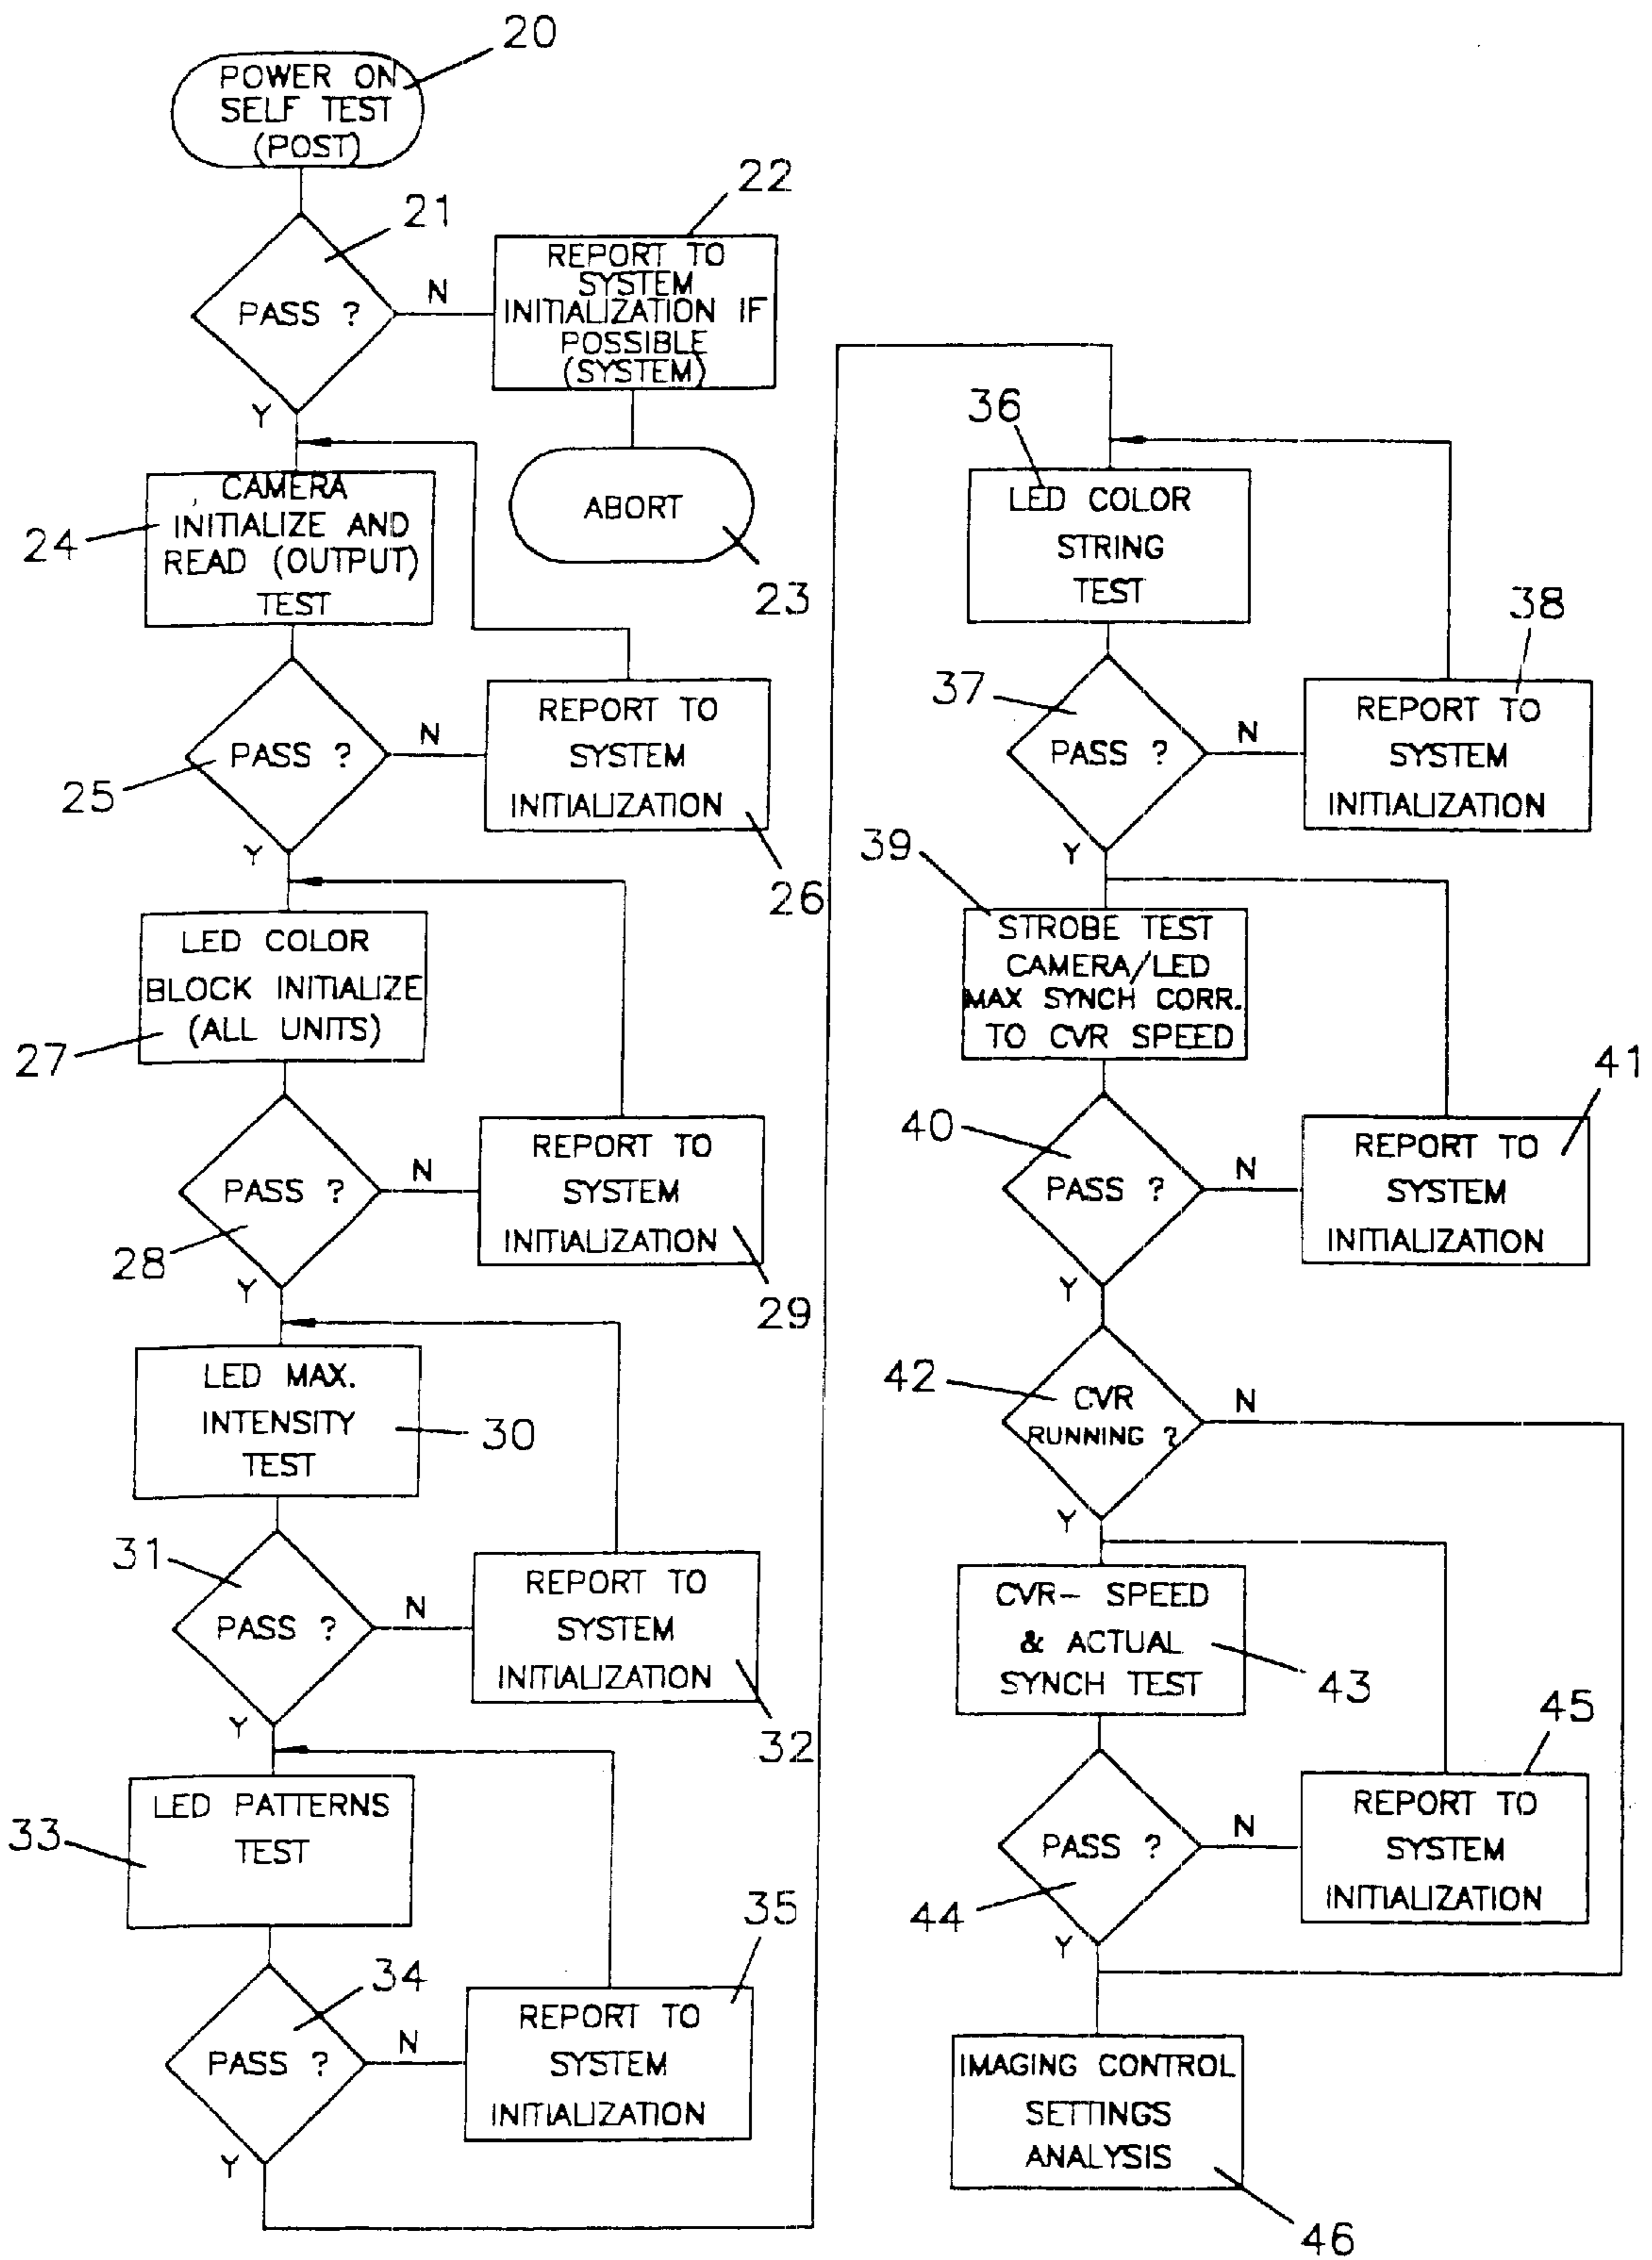 20
POWER ON
SELF TEST
(POST)
21
PASS ?
N
Y
22
REPORT TO
SYSTEM
INITIALIZATION IF
POSSIBLE
(SYSTEM)
ABORT
23
24
CAMERA
INITIALIZE AND
READ (OUTPUT)
TEST
25
PASS ?
N
Y
REPORT TO
SYSTEM
INITIALIZATION
26
LED COLOR
BLOCK INITIALIZE
(ALL UNITS)
27
PASS ?
N
28
Y
REPORT TO
SYSTEM
INITIALIZATION
29
LED MAX.
INTENSITY
TEST
30
31
PASS ?
N
Y
REPORT TO
SYSTEM
INITIALIZATION
32
LED PATTERNS
TEST
33
34
PASS ?
N
Y
35
REPORT TO
SYSTEM
INITIALIZATION
36
LED COLOR
STRING
TEST
37
PASS ?
N
Y
38
REPORT TO
SYSTEM
INITIALIZATION
39
STROBE TEST
CAMERA/LED
MAX SYNCH CORR.
TO CVR SPEED
40
PASS ?
N
Y
41
REPORT TO
SYSTEM
INITIALIZATION
42
CVR
RUNNING ?
N
Y
CVR- SPEED
& ACTUAL
SYNCH TEST
43
PASS ?
N
44
Y
45
REPORT TO
SYSTEM
INITIALIZATION
IMAGING CONTROL
SETTINGS
ANALYSIS
46